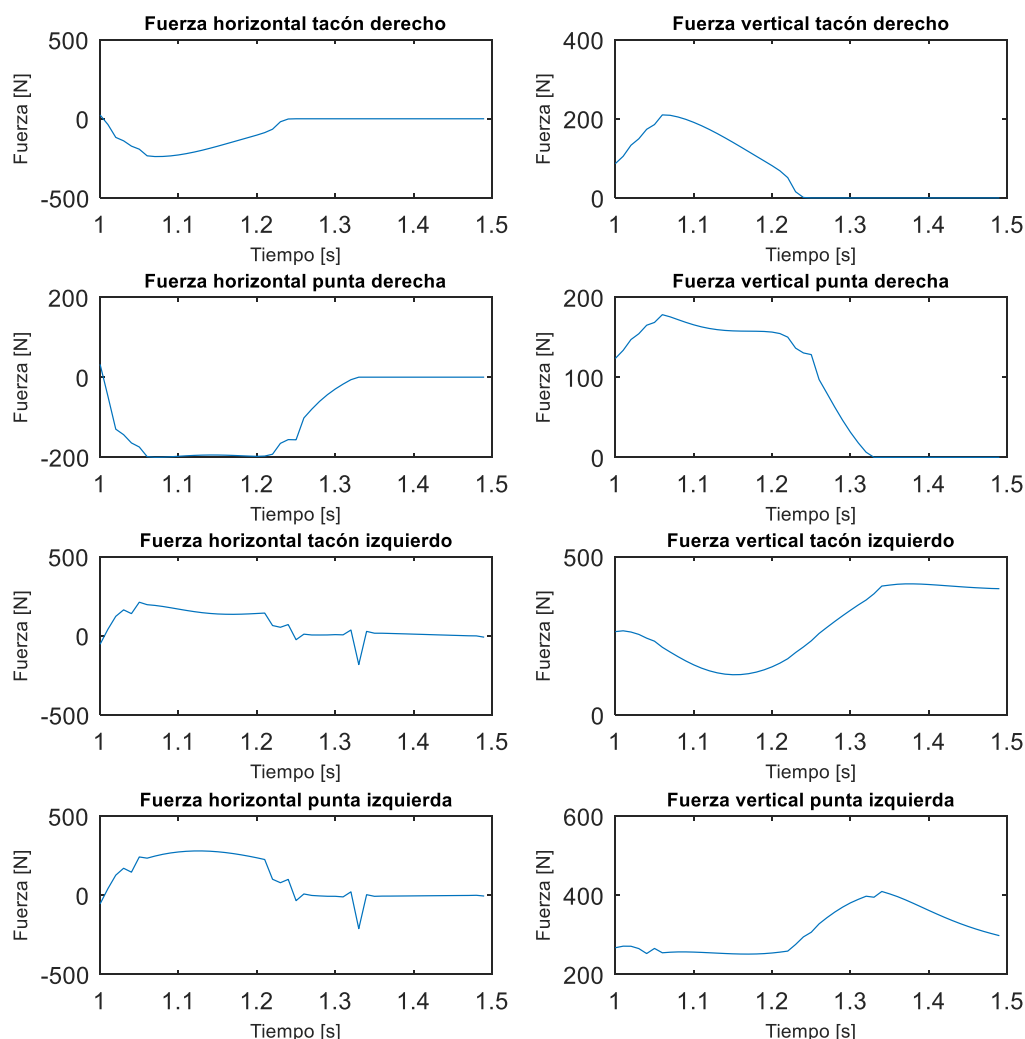 Fuerza horizontal tacón derecho
Fuerza [N]
500
0
-500
1 1.1 1.2 1.3 1.4 1.5
Tiempo [s]
Fuerza vertical tacón derecho
Fuerza [N]
400
200
0
1 1.1 1.2 1.3 1.4 1.5
Tiempo [s]
Fuerza horizontal punta derecha
Fuerza [N]
200
0
-200
1 1.1 1.2 1.3 1.4 1.5
Tiempo [s]
Fuerza vertical punta derecha
Fuerza [N]
200
100
0
1 1.1 1.2 1.3 1.4 1.5
Tiempo [s]
Fuerza horizontal tacón izquierdo
Fuerza [N]
500
0
-500
1 1.1 1.2 1.3 1.4 1.5
Tiempo [s]
Fuerza vertical tacón izquierdo
Fuerza [N]
500
0
1 1.1 1.2 1.3 1.4 1.5
Tiempo [s]
Fuerza horizontal punta izquierda
Fuerza [N]
500
0
-500
1 1.1 1.2 1.3 1.4 1.5
Tiempo [s]
Fuerza vertical punta izquierda
Fuerza [N]
600
400
200
1 1.1 1.2 1.3 1.4 1.5
Tiempo [s]